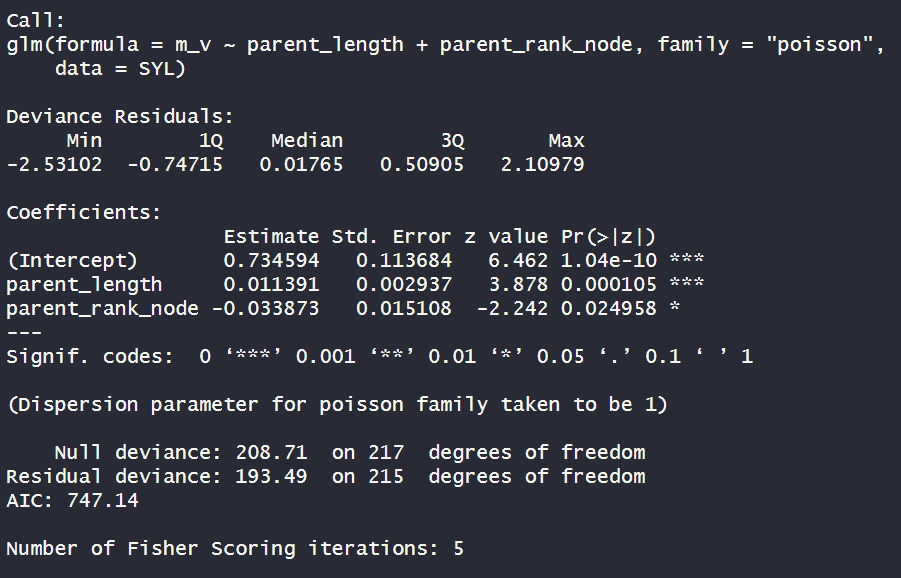 Call:
glm(formula = m_v ~ parent_length + parent_rank_node, family = "poisson",
    data = SYL)

Deviance Residuals:
     Min        1Q    Median        3Q       Max
-2.53102  -0.74715   0.01765   0.50905   2.10979

Coefficients:
                  Estimate Std. Error z value Pr(>|z|)
(Intercept)       0.734594   0.113684   6.462 1.04e-10 ***
parent_length     0.011391   0.002937   3.878 0.000105 ***
parent_rank_node -0.033873   0.015108  -2.242 0.024958 *
---
Signif. codes:  0 ‘***’ 0.001 ‘**’ 0.01 ‘*’ 0.05 ‘.’ 0.1 ‘ ’ 1

(Dispersion parameter for poisson family taken to be 1)

    Null deviance: 208.71  on 217  degrees of freedom
Residual deviance: 193.49  on 215  degrees of freedom
AIC: 747.14

Number of Fisher Scoring iterations: 5